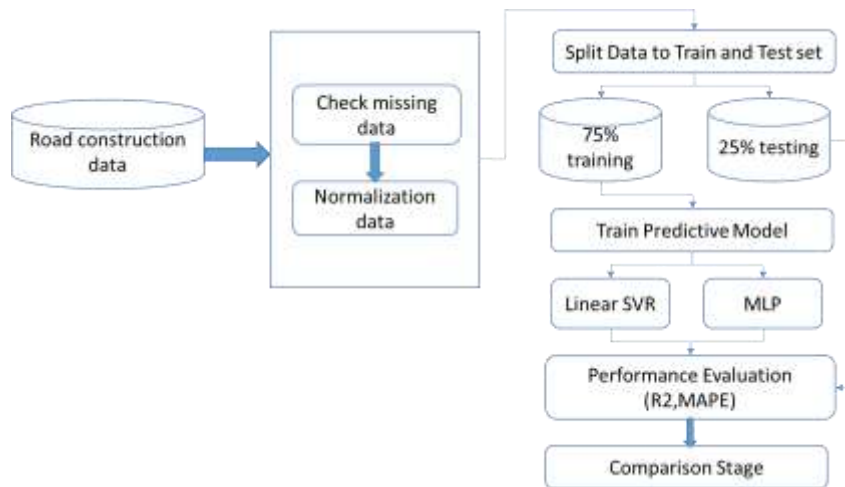 Road construction
data
Check missing
data
Normalization
data
Split Data to Train and Test set
75%
training
25% testing
Train Predictive Model
Linear SVR
MLP
Performance Evaluation
(R2,MAPE)
Comparison Stage